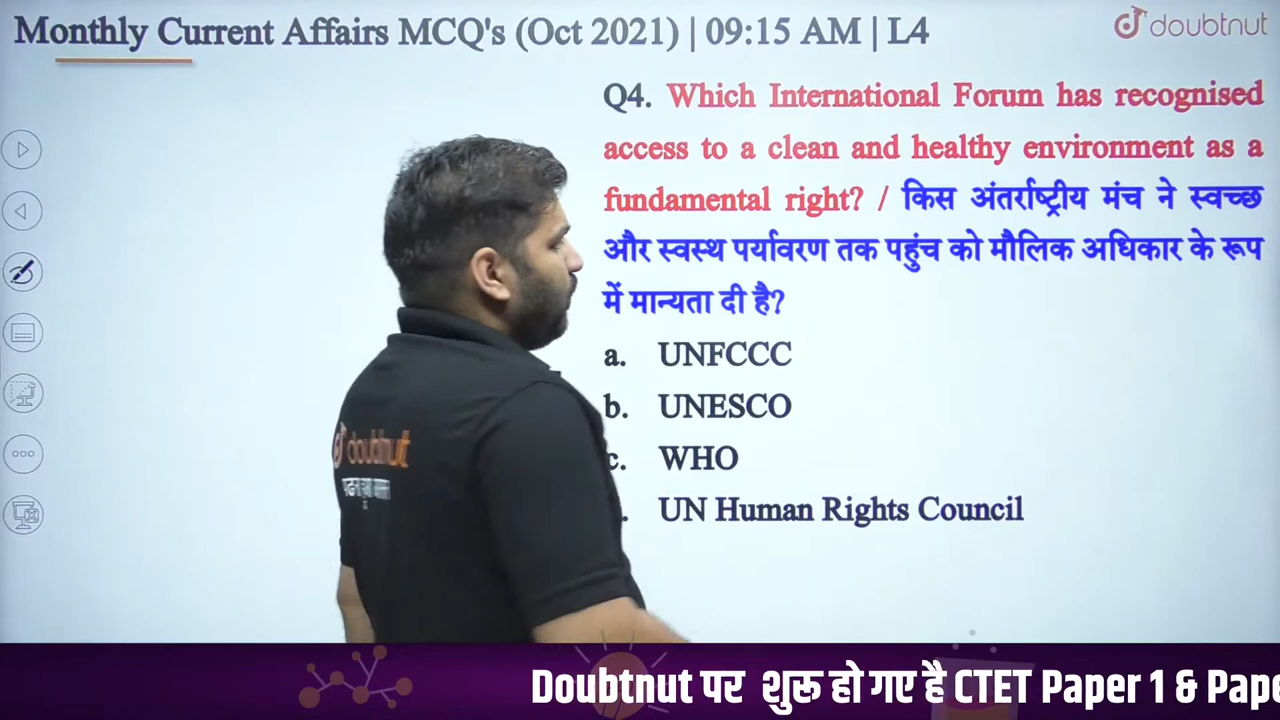 Monthly Current Affairs MCQ's (Oct 2021) | 09:15 AM | L4
doubtnut
Q4. Which International Forum has recognised
access to a clean and healthy environment as a
fundamental right? / किस अंतर्राष्ट्रीय मंच ने स्वच्छ
और स्वस्थ पर्यावरण तक पहुंच को मौलिक अधिकार के रूप
में मान्यता दी है?
a. UNFCCC
b. UNESCO
c. WHO
UN Human Rights Council
doubtnut
Doubtnut पर शुरू हो गए है CTET Paper 1 & Pape